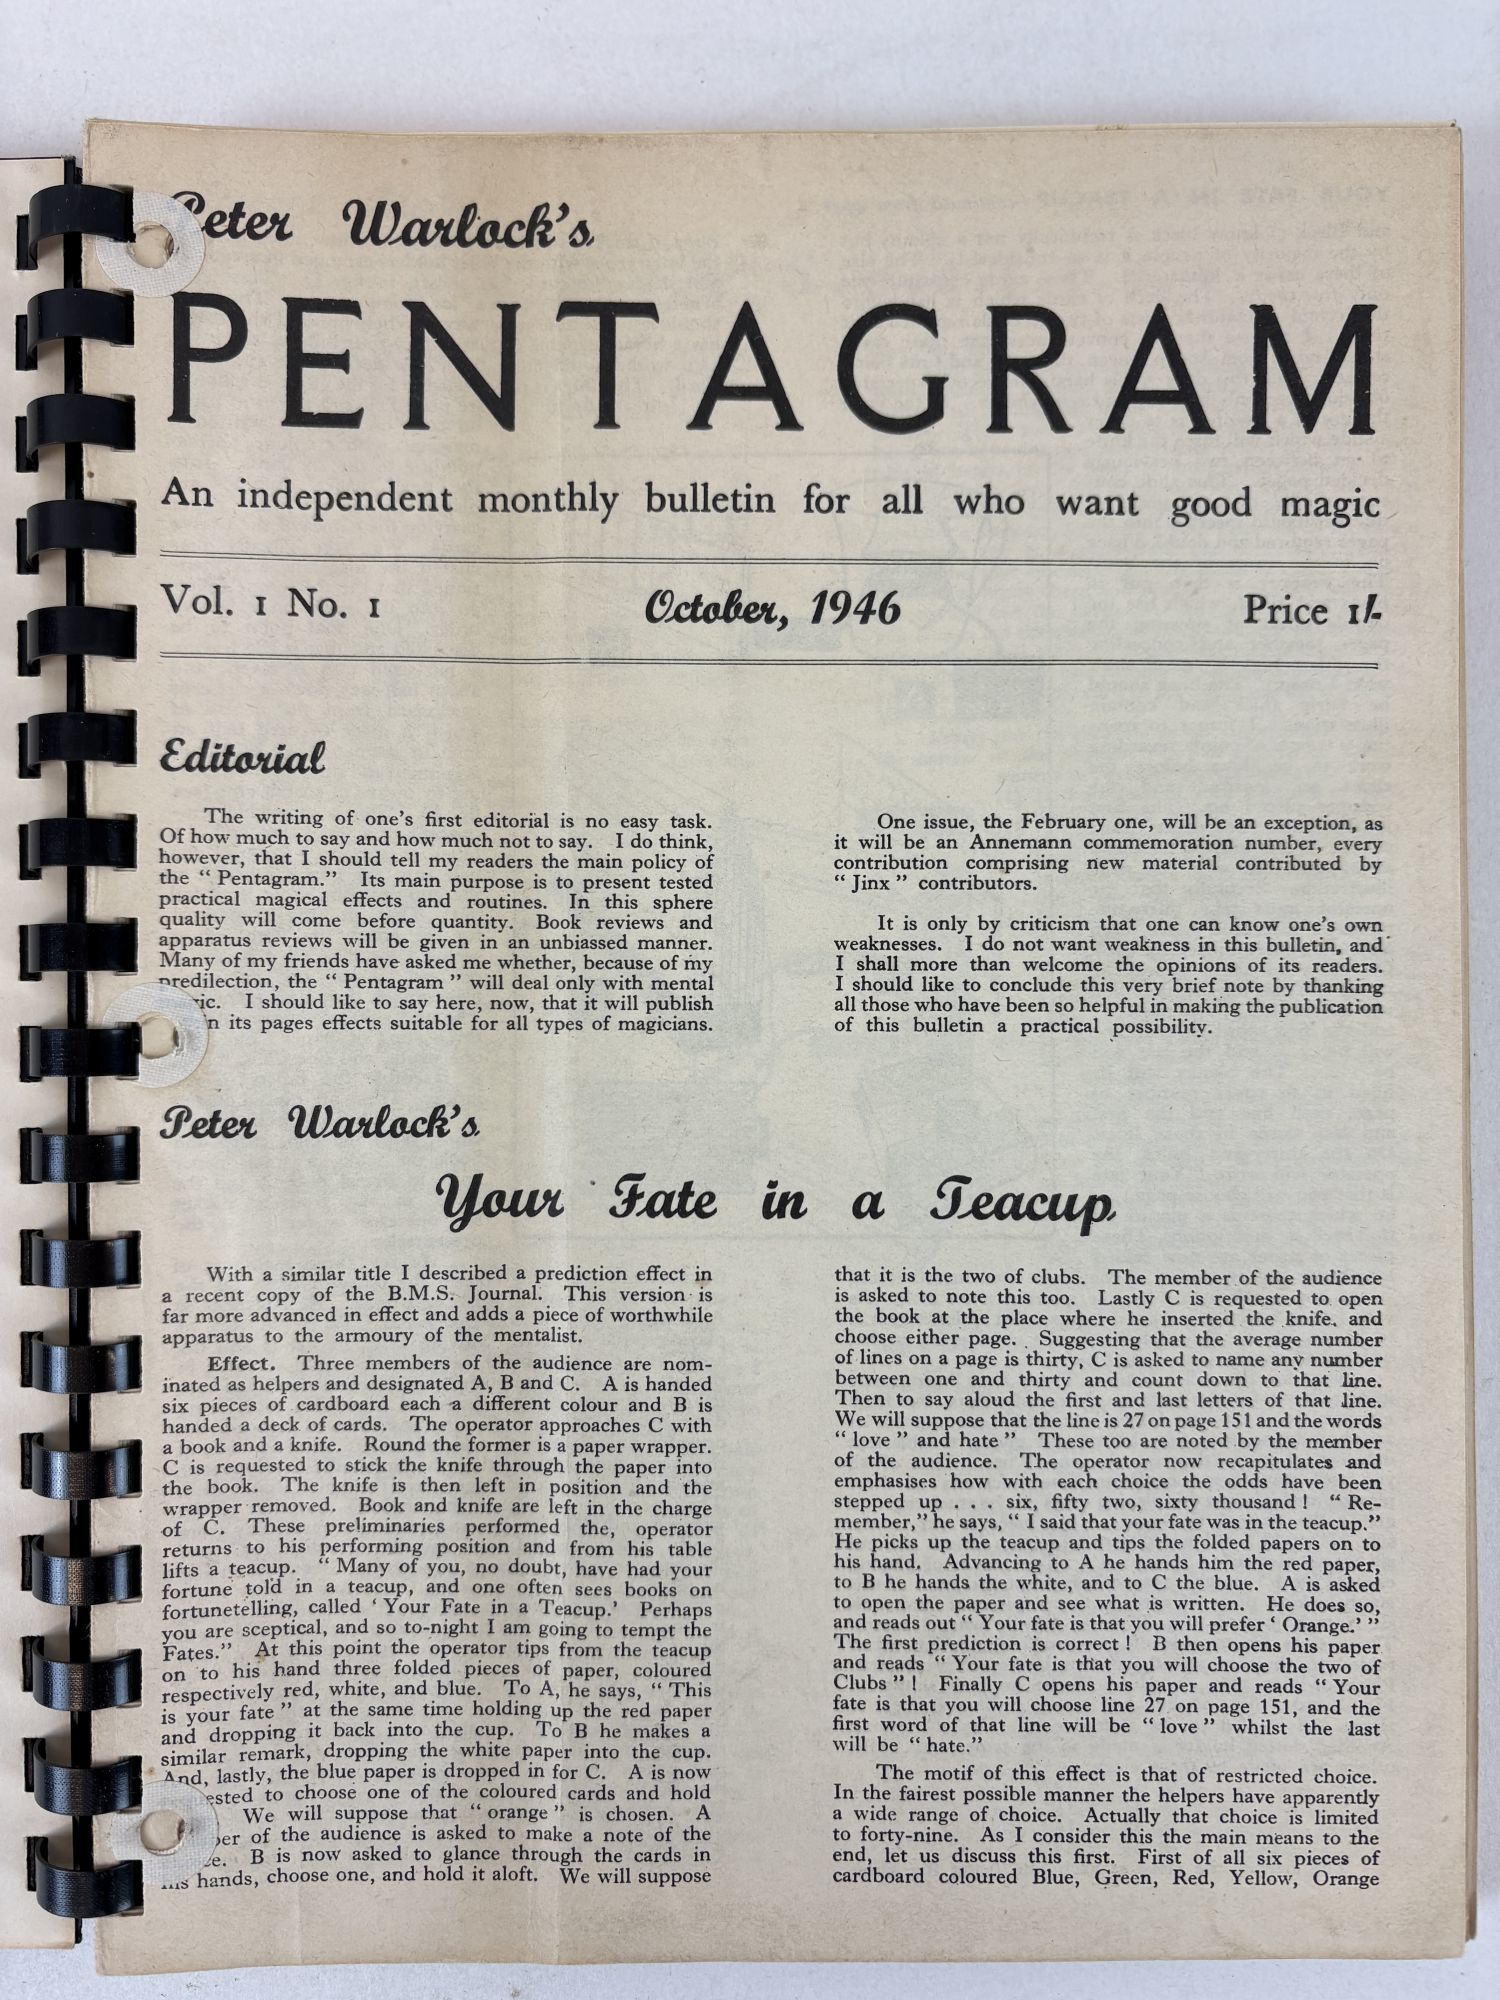 Peter Warlock's
PENTAGRAM
An independent monthly bulletin for all who want good magic
Vol. 1 No. 1 October, 1946 Price 1/-
Editorial
The writing of one's first editorial is no easy task.
Of how much to say and how much not to say. I do think,
however, that I should tell my readers the main policy of
the " Pentagram." Its main purpose is to present tested
practical magical effects and routines. In this sphere
quality will come before quantity. Book reviews and
apparatus reviews will be given in an unbiassed manner.
Many of my friends have asked me whether, because of my
predilection, the " Pentagram " will deal only with mental
ic. I should like to say here, now, that it will publish
n its pages effects suitable for all types of magicians.
One issue, the February one, will be an exception, as
it will be an Annemann commemoration number, every
contribution comprising new material contributed by
" Jinx " contributors.
It is only by criticism that one can know one's own
weaknesses. I do not want weakness in this bulletin, and
I shall more than welcome the opinions of its readers.
I should like to conclude this very brief note by thanking
all those who have been so helpful in making the publication
of this bulletin a practical possibility.
Peter Warlock's
Your Fate in a Teacup
With a similar title I described a prediction effect in
a recent copy of the B.M.S. Journal. This version is
far more advanced in effect and adds a piece of worthwhile
apparatus to the armoury of the mentalist.
Effect. Three members of the audience are nom-
inated as helpers and designated A, B and C. A is handed
six pieces of cardboard each a different colour and B is
handed a deck of cards. The operator approaches C with
a book and a knife. Round the former is a paper wrapper.
C is requested to stick the knife through the paper into
the book. The knife is then left in position and the
wrapper removed. Book and knife are left in the charge
of C. These preliminaries performed the, operator
returns to his performing position and from his table
lifts a teacup. " Many of you, no doubt, have had your
fortune told in a teacup, and one often sees books on
fortunetelling, called ' Your Fate in a Teacup.' Perhaps
you are sceptical, and so to-night I am going to tempt the
Fates." At this point the operator tips from the teacup
on to his hand three folded pieces of paper, coloured
respectively red, white, and blue. To A, he says, " This
is your fate " at the same time holding up the red paper
and dropping it back into the cup. To B he makes a
similar remark, dropping the white paper into the cup.
And, lastly, the blue paper is dropped in for C. A is now
ested to choose one of the coloured cards and hold
We will suppose that " orange " is chosen. A
er of the audience is asked to make a note of the
e. B is now asked to glance through the cards in
his hands, choose one, and hold it aloft. We will suppose
that it is the two of clubs. The member of the audience
is asked to note this too. Lastly C is requested to open
the book at the place where he inserted the knife, and
choose either page. Suggesting that the average number
of lines on a page is thirty, C is asked to name any number
between one and thirty and count down to that line.
Then to say aloud the first and last letters of that line.
We will suppose that the line is 27 on page 151 and the words
" love " and hate " These too are noted by the member
of the audience. The operator now recapitulates and
emphasises how with each choice the odds have been
stepped up . . . six, fifty two, sixty thousand ! " Re-
member," he says, " I said that your fate was in the teacup."
He picks up the teacup and tips the folded papers on to
his hand. Advancing to A he hands him the red paper,
to B he hands the white, and to C the blue. A is asked
to open the paper and see what is written. He does so,
and reads out " Your fate is that you will prefer ' Orange.' "
The first prediction is correct ! B then opens his paper
and reads " Your fate is that you will choose the two of
Clubs " ! Finally C opens his paper and reads " Your
fate is that you will choose line 27 on page 151, and the
first word of that line will be " love " whilst the last
will be " hate."
The motif of this effect is that of restricted choice.
In the fairest possible manner the helpers have apparently
a wide range of choice. Actually that choice is limited
to forty-nine. As I consider this the main means to the
end, let us discuss this first. First of all six pieces of
cardboard coloured Blue, Green, Red, Yellow, Orange